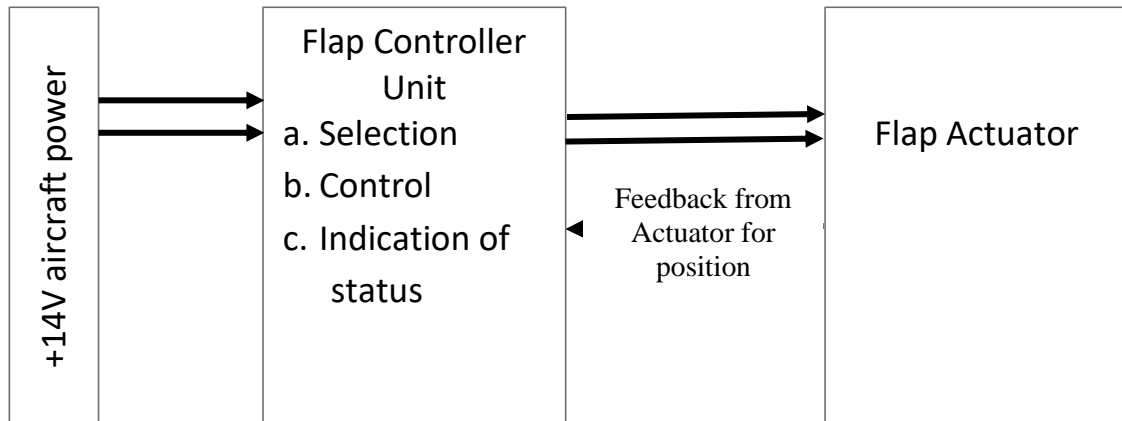 +14V aircraft power
Flap Controller
Unit
a. Selection
b. Control
c. Indication of
status
Feedback from
Actuator for
position
Flap Actuator